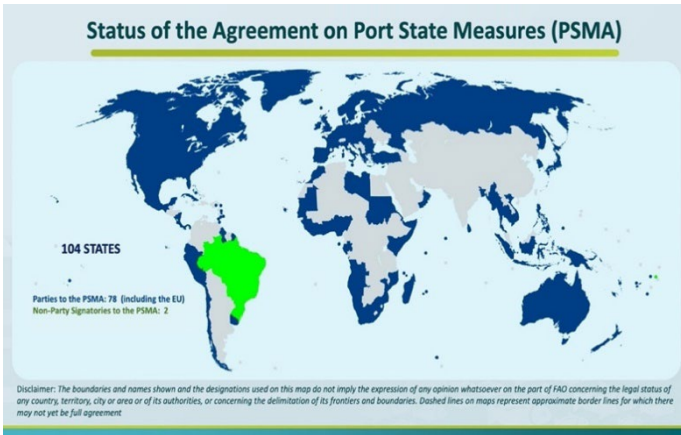 Status of the Agreement on Port State Measures (PSMA)
104 STATES
Parties to the PSMA: 78 (including the EU)
Non-Party Signatories to the PSMA: 2
Disclaimer: The boundaries and names shown and the designations used on this map do not imply the expression of any opinion whatsoever on the part of FAO concerning the legal status of
any country, territory, city or area or of its authorities, or concerning the delimitation of its frontiers and boundaries. Dashed lines on maps represent approximate border lines for which there
may not yet be full agreement